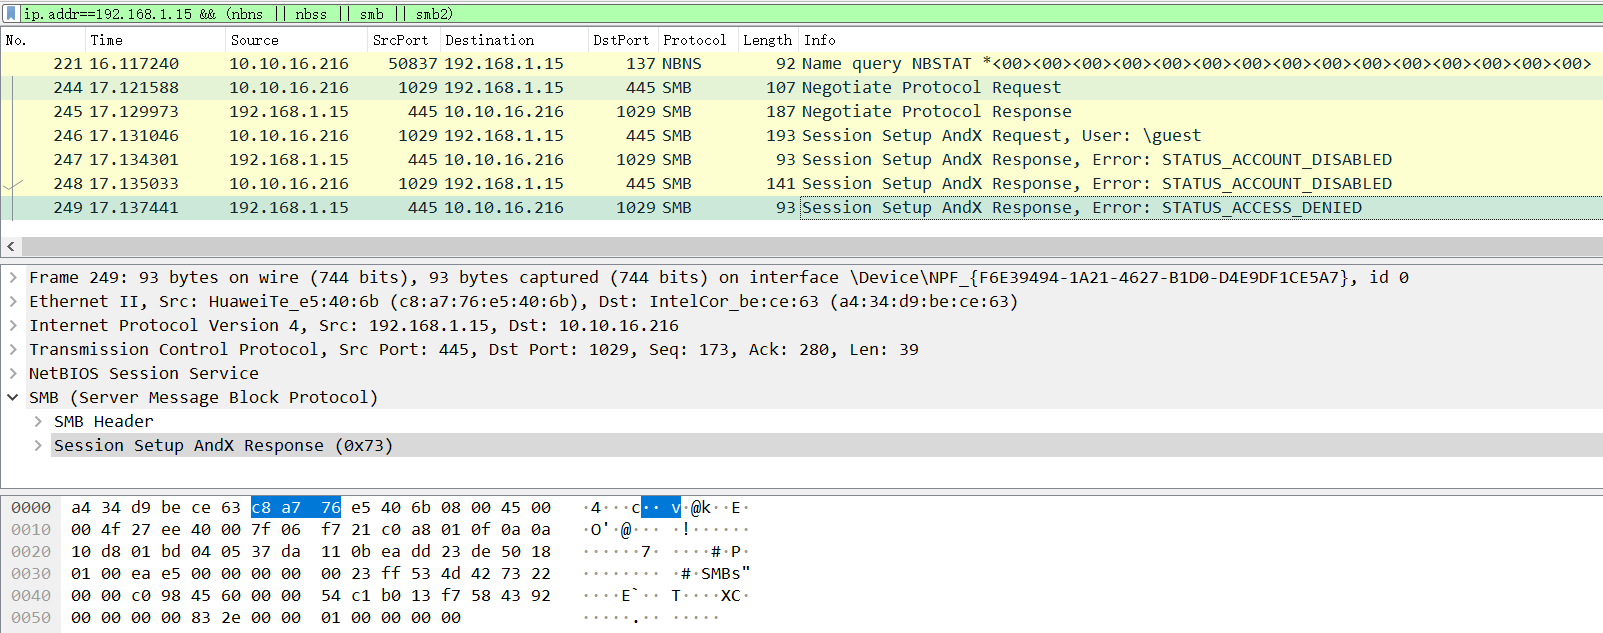 ip.addr==192.168.1.15 && (nbns || nbss || smb || smb2)
No. Time Source SrcPort Destination DstPort Protocol Length Info
221 16.117240 10.10.16.216 50837 192.168.1.15 137 NBNS 92 Name query NBSTAT *<00><00><00><00><00><00><00><00><00><00><00><00><00><00><00>
244 17.121588 10.10.16.216 1029 192.168.1.15 445 SMB 107 Negotiate Protocol Request
245 17.129973 192.168.1.15 445 10.10.16.216 1029 SMB 187 Negotiate Protocol Response
246 17.131046 10.10.16.216 1029 192.168.1.15 445 SMB 193 Session Setup AndX Request, User: \guest
247 17.134301 192.168.1.15 445 10.10.16.216 1029 SMB 93 Session Setup AndX Response, Error: STATUS_ACCOUNT_DISABLED
248 17.135033 10.10.16.216 1029 192.168.1.15 445 SMB 141 Session Setup AndX Response, Error: STATUS_ACCOUNT_DISABLED
249 17.137441 192.168.1.15 445 10.10.16.216 1029 SMB 93 Session Setup AndX Response, Error: STATUS_ACCESS_DENIED
Frame 249: 93 bytes on wire (744 bits), 93 bytes captured (744 bits) on interface \Device\NPF_{F6E39494-1A21-4627-B1D0-D4E9DF1CE5A7}, id 0
Ethernet II, Src: HuaweiTe_e5:40:6b (c8:a7:76:e5:40:6b), Dst: IntelCor_be:ce:63 (a4:34:d9:be:ce:63)
Internet Protocol Version 4, Src: 192.168.1.15, Dst: 10.10.16.216
Transmission Control Protocol, Src Port: 445, Dst Port: 1029, Seq: 173, Ack: 280, Len: 39
NetBIOS Session Service
SMB (Server Message Block Protocol)
SMB Header
Session Setup AndX Response (0x73)
0000 a4 34 d9 be ce 63 c8 a7 76 e5 40 6b 08 00 45 00 ·4···c·· v·@k··E·
0010 00 4f 27 ee 40 00 7f 06 f7 21 c0 a8 01 0f 0a 0a ·O'·@··· ·!······
0020 10 d8 01 bd 04 05 37 da 11 0b ea dd 23 de 50 18 ······7· ····#·P·
0030 01 00 ea e5 00 00 00 00 00 23 ff 53 4d 42 73 22 ········ ·#·SMBs"
0040 00 00 c0 98 45 60 00 00 54 c1 b0 13 f7 58 43 92 ····E`·· T····XC·
0050 00 00 00 00 83 2e 00 00 01 00 00 00 00 ·····.·· ·····